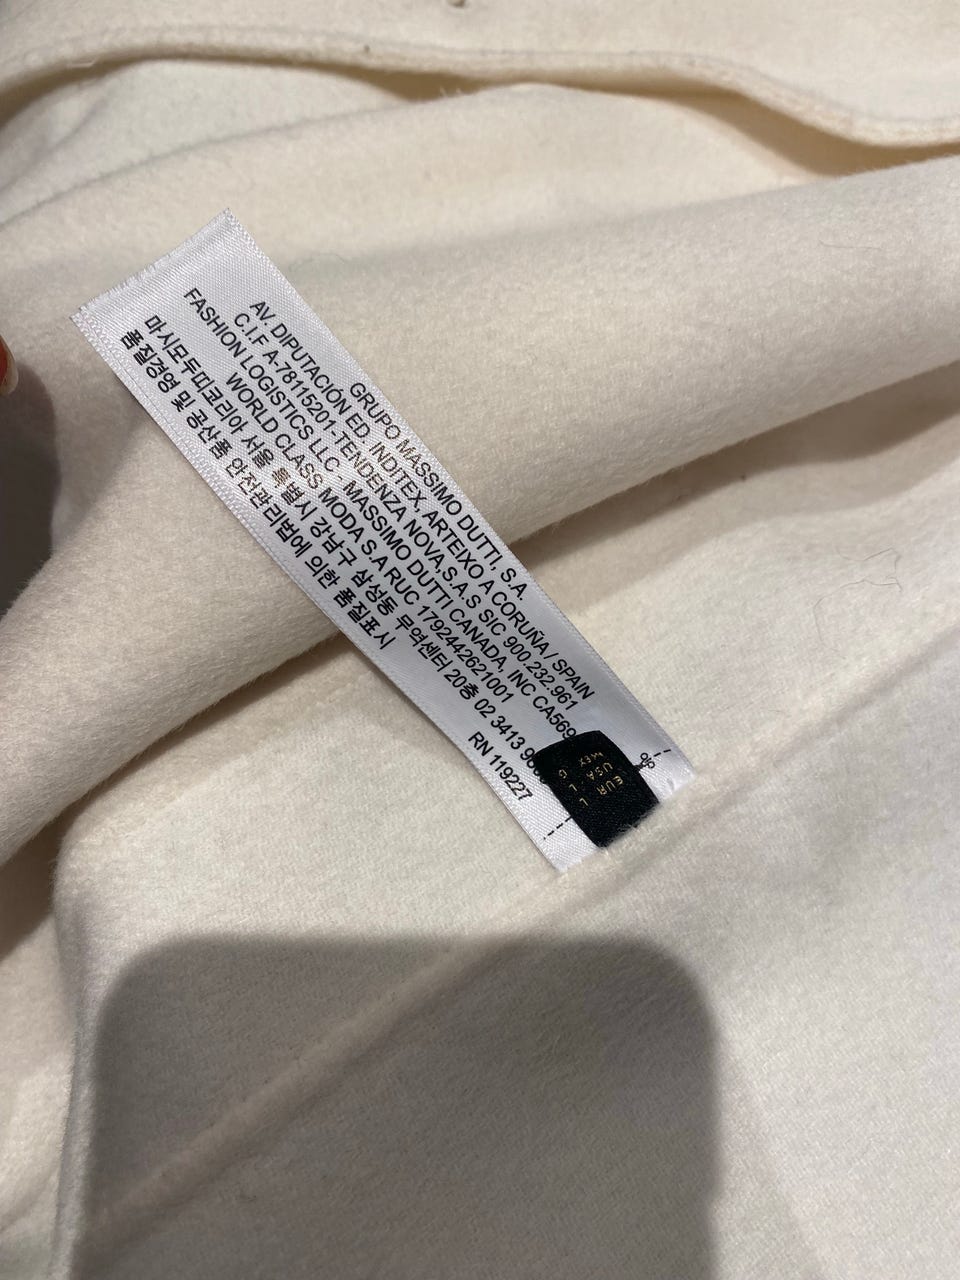 GRUPO MASSIMO DUTTI, S.A.
AV. DIPUTACIÓN ED. INDITEX, ARTEIXO A CORUÑA / SPAIN
C.I.F A-78115201-TENDENZA NOVA,S.A.S SIC 900.232.961
FASHION LOGISTICS LLC - MASSIMO DUTTI CANADA, INC CA569
WORLD CLASS MODA S.A RUC 1792442621001
마시모두띠코리아 서울 특별시 강남구 삼성동 무역센터 20층 02 3413
품질경영 및 공산품 안전관리법에 의한 품질표시
RN 119227
EUR L
USA L
MEX G